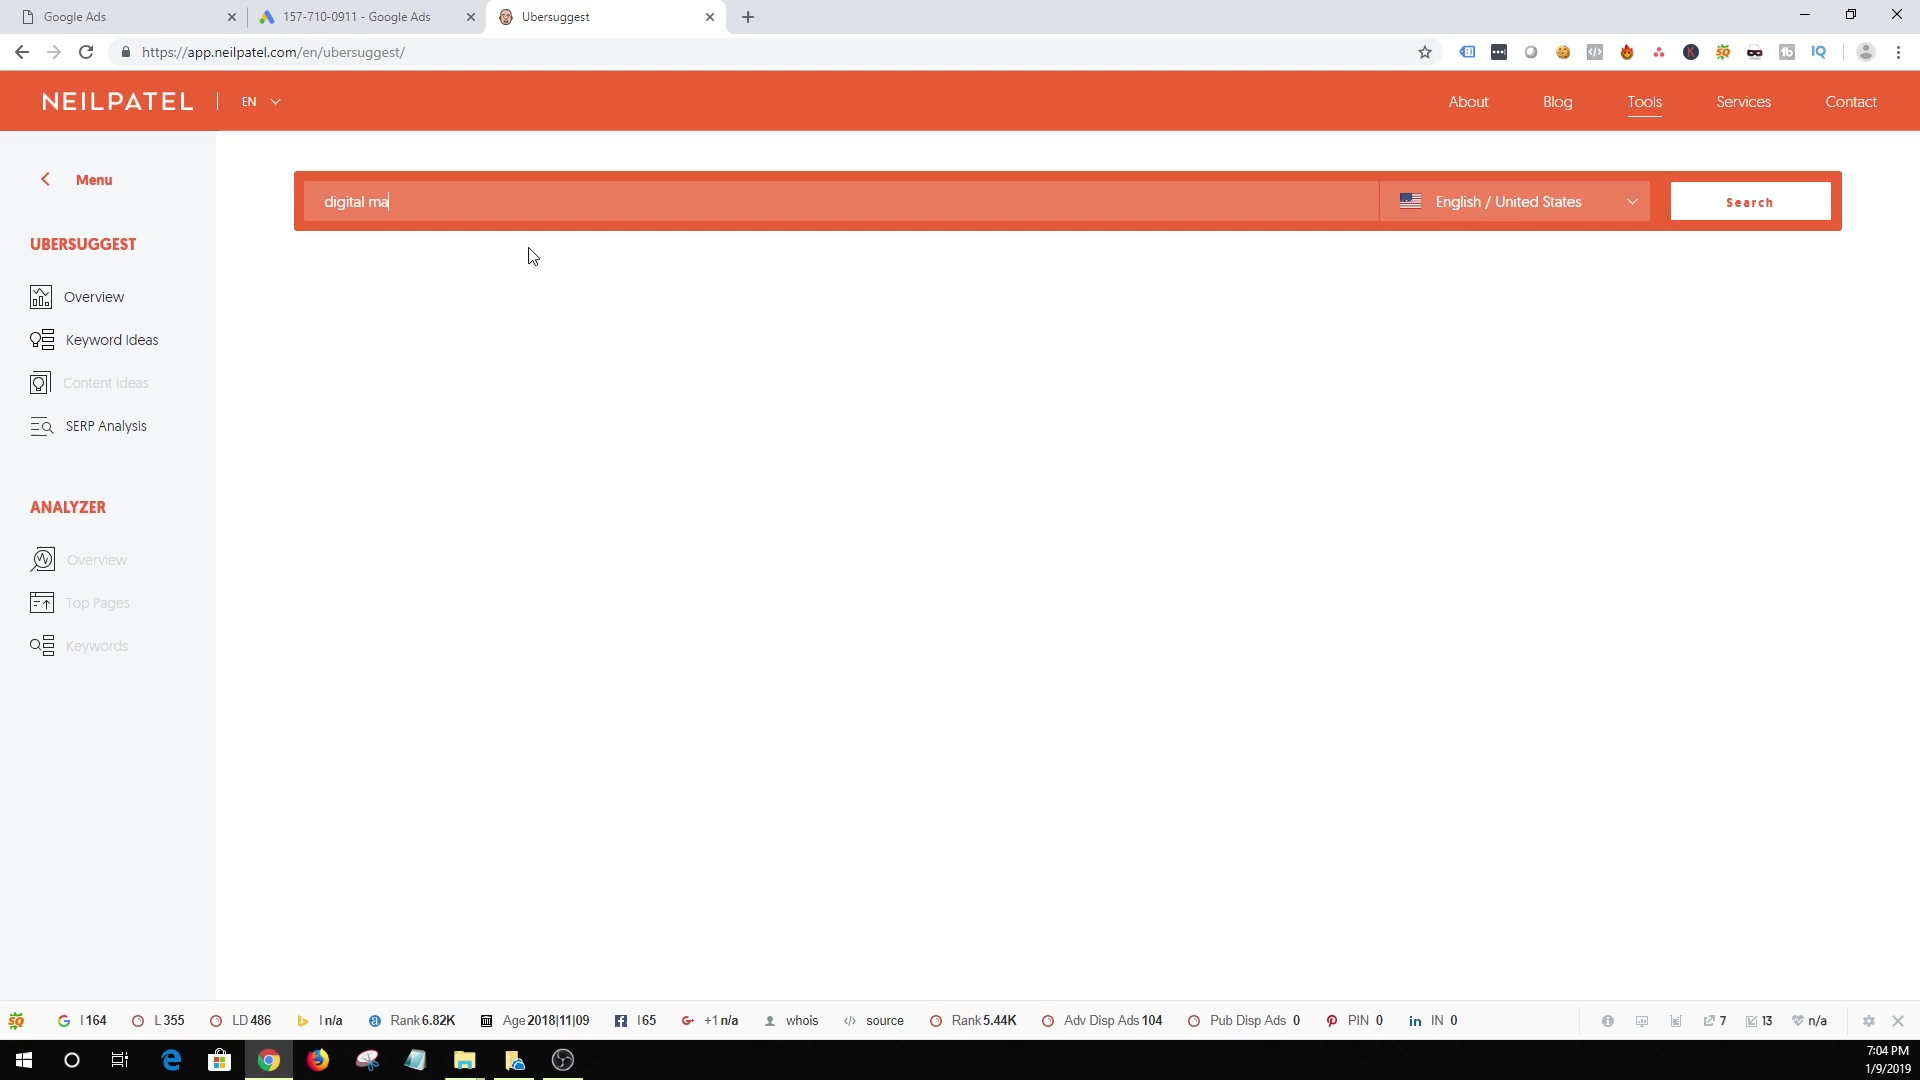 Google Ads
157-710-0911 - Google Ads
Ubersuggest
https://app.neilpatel.com/en/ubersuggest/
NEILPATEL
EN
About
Blog
Tools
Services
Contact
Menu
digital ma
English / United States
Search
UBERSUGGEST
Overview
Keyword Ideas
Content Ideas
SERP Analysis
ANALYZER
Overview
Top Pages
Keywords
I 164 L 355 LD 486 I n/a Rank 6.82K Age 2018|11|09 I 65 +1 n/a whois source Rank 5.44K Adv Disp Ads 104 Pub Disp Ads 0 PIN 0 IN 0 7 13 n/a
7:04 PM
1/9/2019